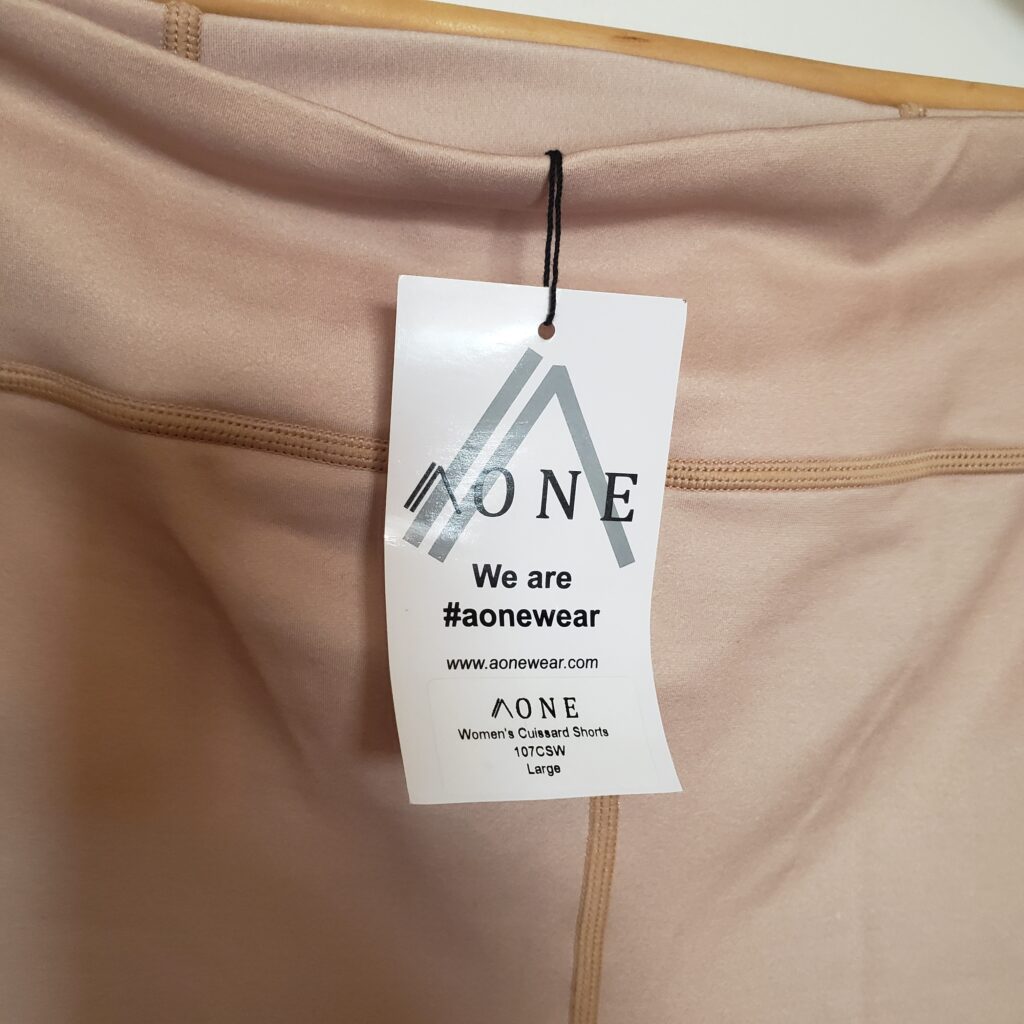 AONE
We are
#aonewear
www.aonewear.com
AONE
Women's Cuissard Shorts
107CSW
Large